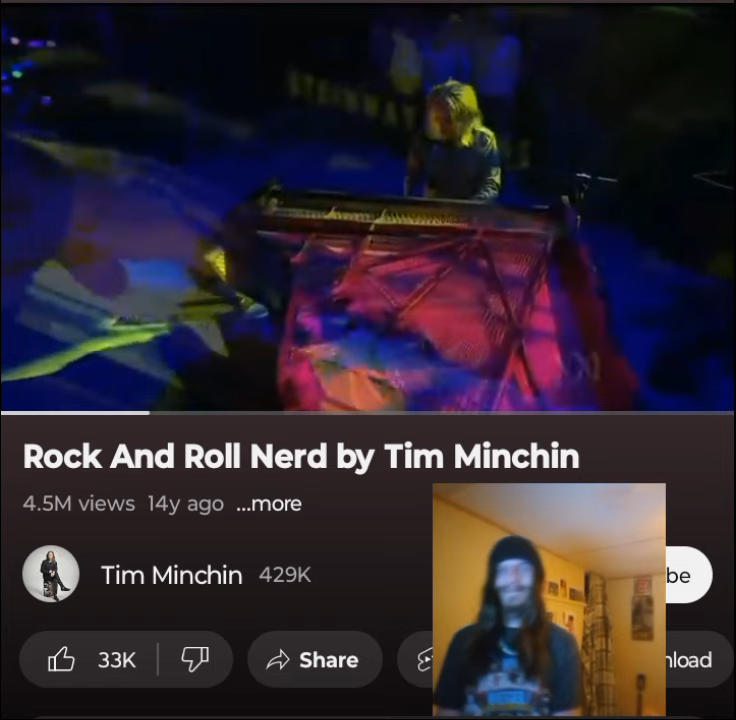 STEINWAY
Rock And Roll Nerd by Tim Minchin
4.5M views 14y ago ...more
Tim Minchin 429K
be
33K
Share
nload